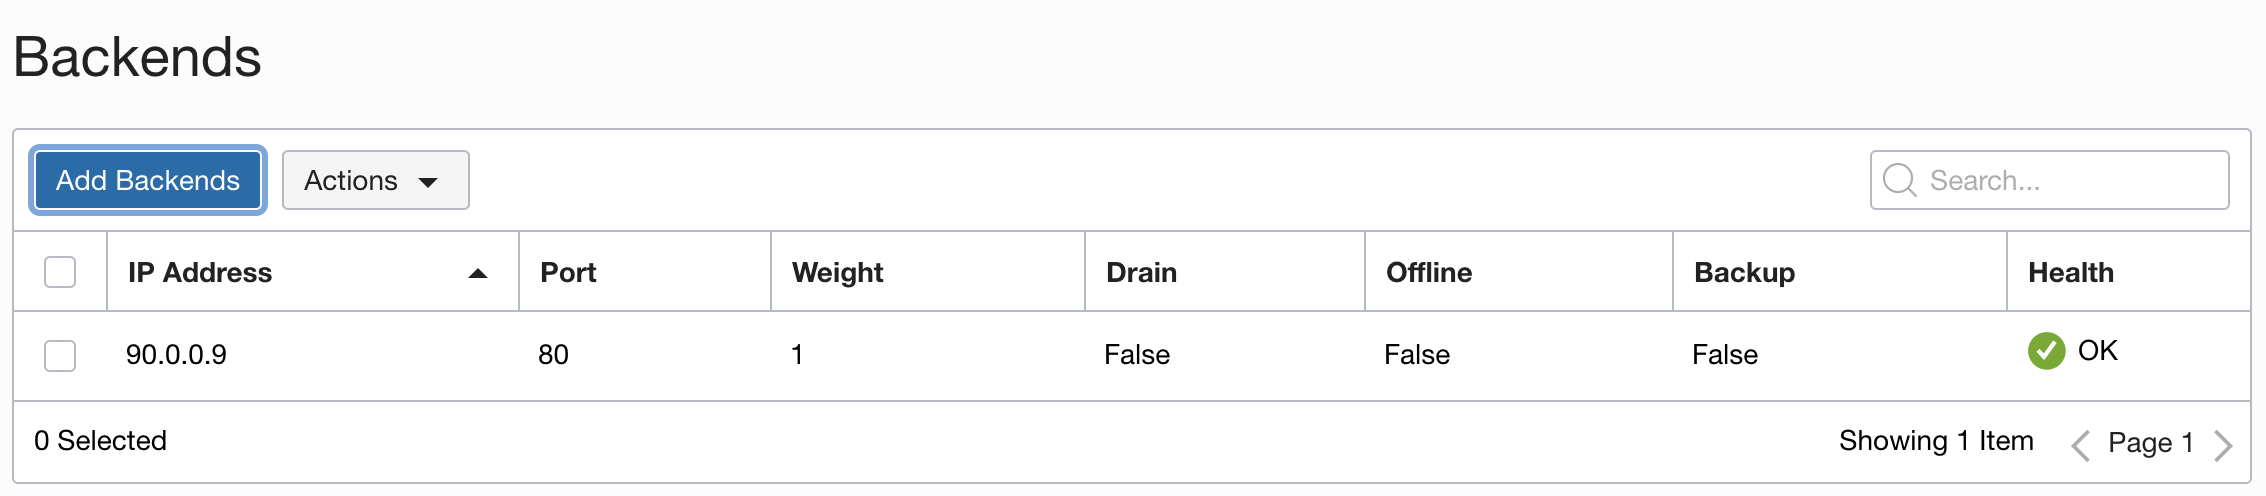 Backends
Add Backends Actions Search...
IP Address Port Weight Drain Offline Backup Health
90.0.0.9 80 1 False False False OK
0 Selected Showing 1 Item Page 1